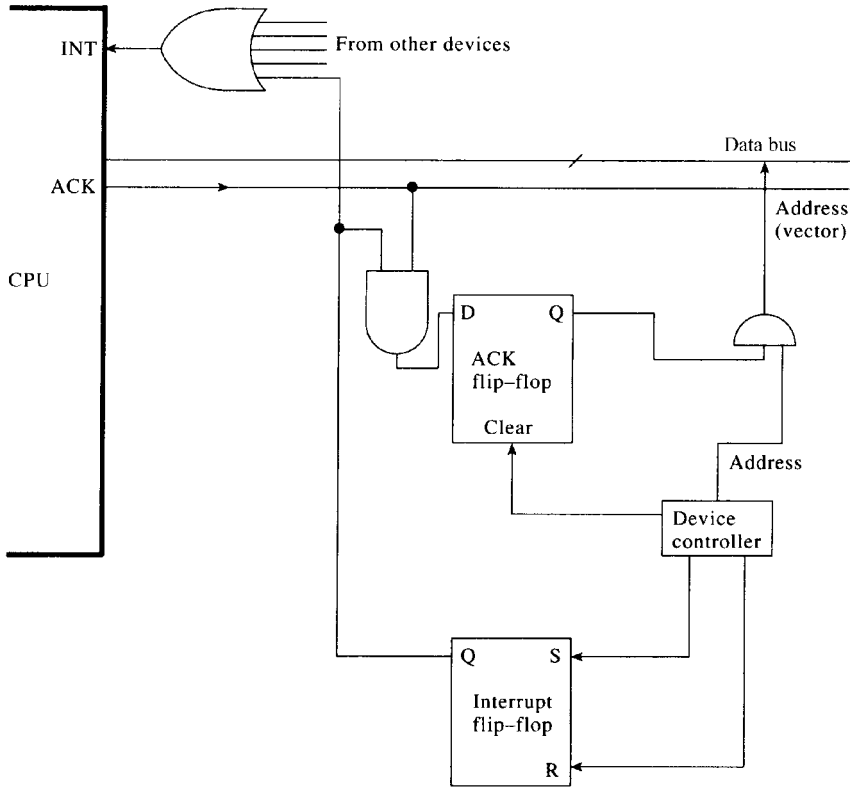 INT
From other devices
Data bus
ACK
Address
(vector)
CPU
D
Q
ACK
flip–flop
Clear
Address
Device
controller
Q
S
Interrupt
flip–flop
R